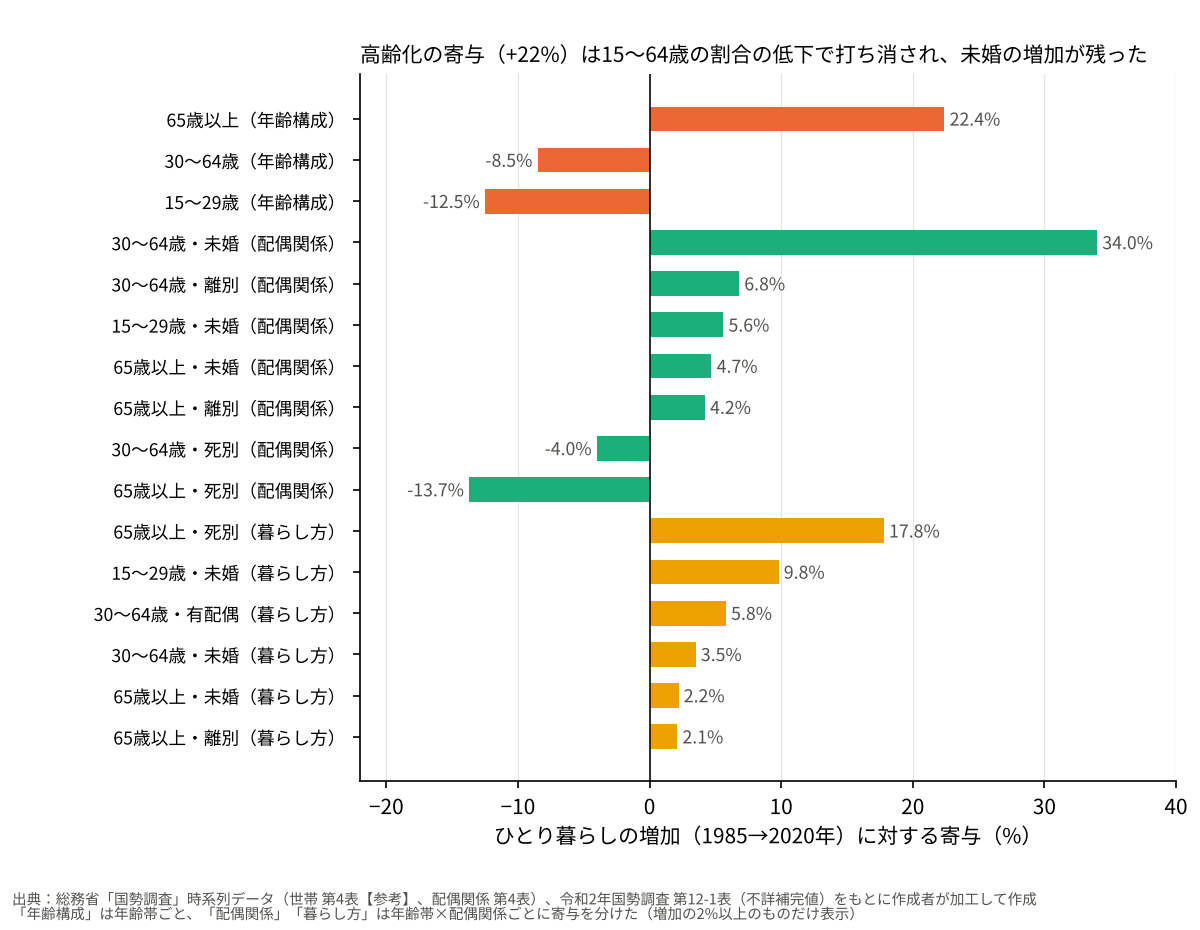 高齢化の寄与（+22%）は15〜64歳の割合の低下で打ち消され、未婚の増加が残った
65歳以上（年齢構成） 22.4%
30〜64歳（年齢構成） -8.5%
15〜29歳（年齢構成） -12.5%
30〜64歳・未婚（配偶関係） 34.0%
30〜64歳・離別（配偶関係） 6.8%
15〜29歳・未婚（配偶関係） 5.6%
65歳以上・未婚（配偶関係） 4.7%
65歳以上・離別（配偶関係） 4.2%
30〜64歳・死別（配偶関係） -4.0%
65歳以上・死別（配偶関係） -13.7%
65歳以上・死別（暮らし方） 17.8%
15〜29歳・未婚（暮らし方） 9.8%
30〜64歳・有配偶（暮らし方） 5.8%
30〜64歳・未婚（暮らし方） 3.5%
65歳以上・未婚（暮らし方） 2.2%
65歳以上・離別（暮らし方） 2.1%
−20 −10 0 10 20 30 40
ひとり暮らしの増加（1985→2020年）に対する寄与（%）
出典：総務省「国勢調査」時系列データ（世帯 第4表【参考】、配偶関係 第4表）、令和2年国勢調査 第12-1表（不詳補完値）をもとに作成者が加工して作成
「年齢構成」は年齢帯ごと、「配偶関係」「暮らし方」は年齢帯×配偶関係ごとに寄与を分けた（増加の2%以上のものだけ表示）